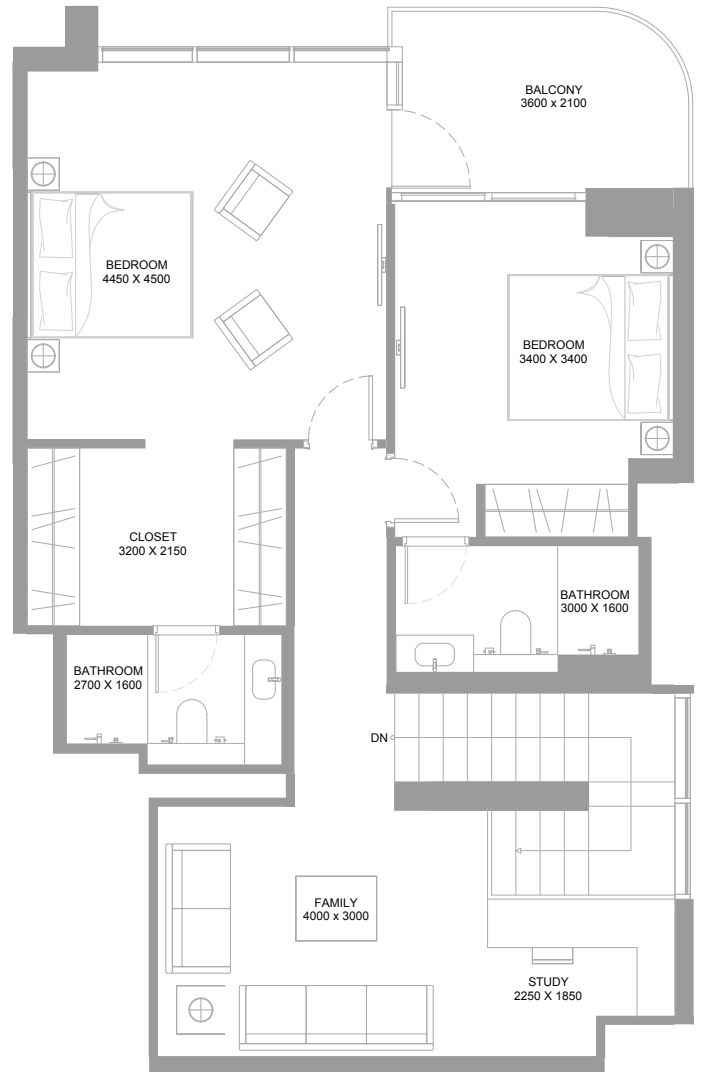 BALCONY
3600 x 2100
BEDROOM
4450 X 4500
BEDROOM
3400 X 3400
CLOSET
3200 X 2150
BATHROOM
3000 X 1600
BATHROOM
2700 X 1600
DN
FAMILY
4000 x 3000
STUDY
2250 X 1850